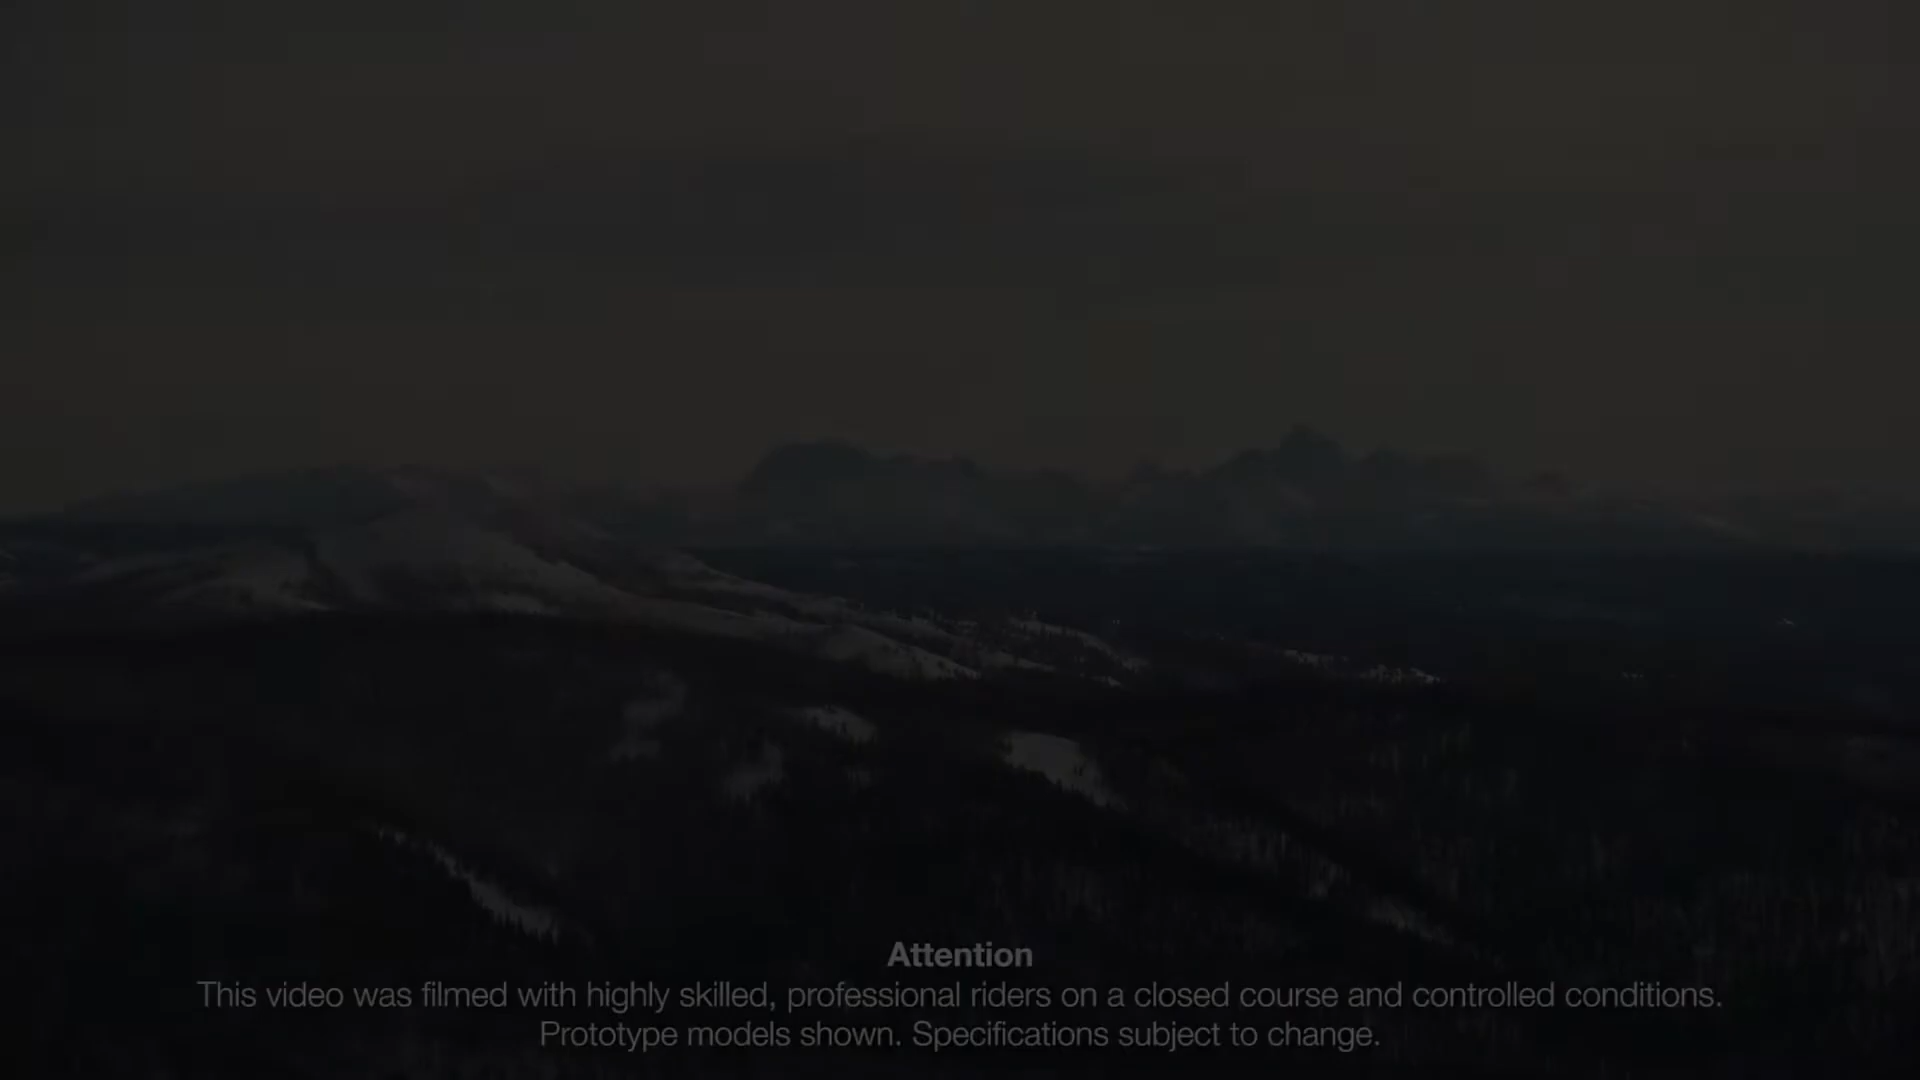 Attention
This video was filmed with highly skilled, professional riders on a closed course and controlled conditions.
Prototype models shown. Specifications subject to change.